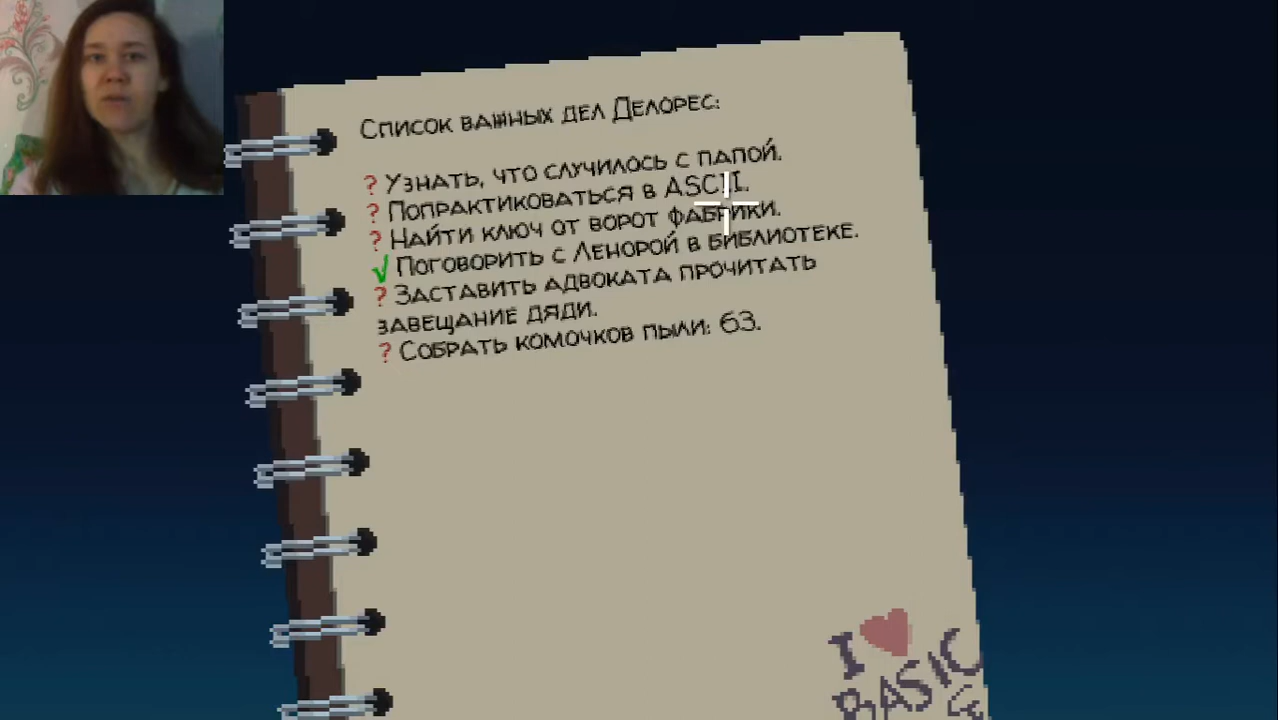 Список важных дел Делорес:
? Узнать, что случилось с папой.
? Попрактиковаться в ASCII.
? Найти ключ от ворот фабрики.
√ Поговорить с Ленорой в библиотеке.
? Заставить адвоката прочитать
завещание дяди.
? Собрать комочков пыли: 63.
I ♥
BASIC